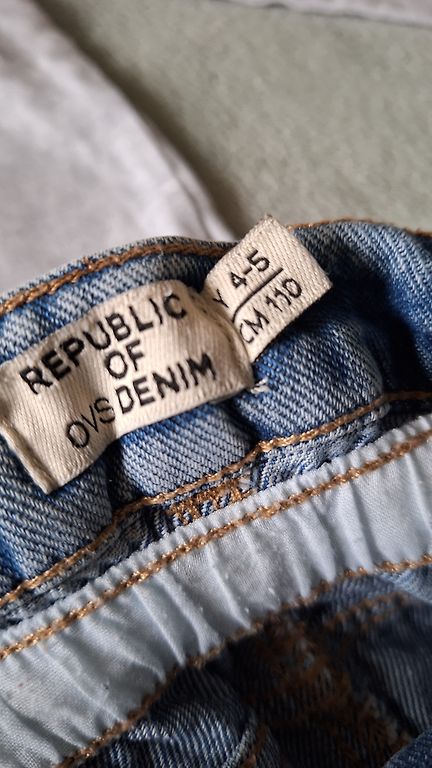 REPUBLIC
OF
OVS DENIM
Y 4-5
CM 110